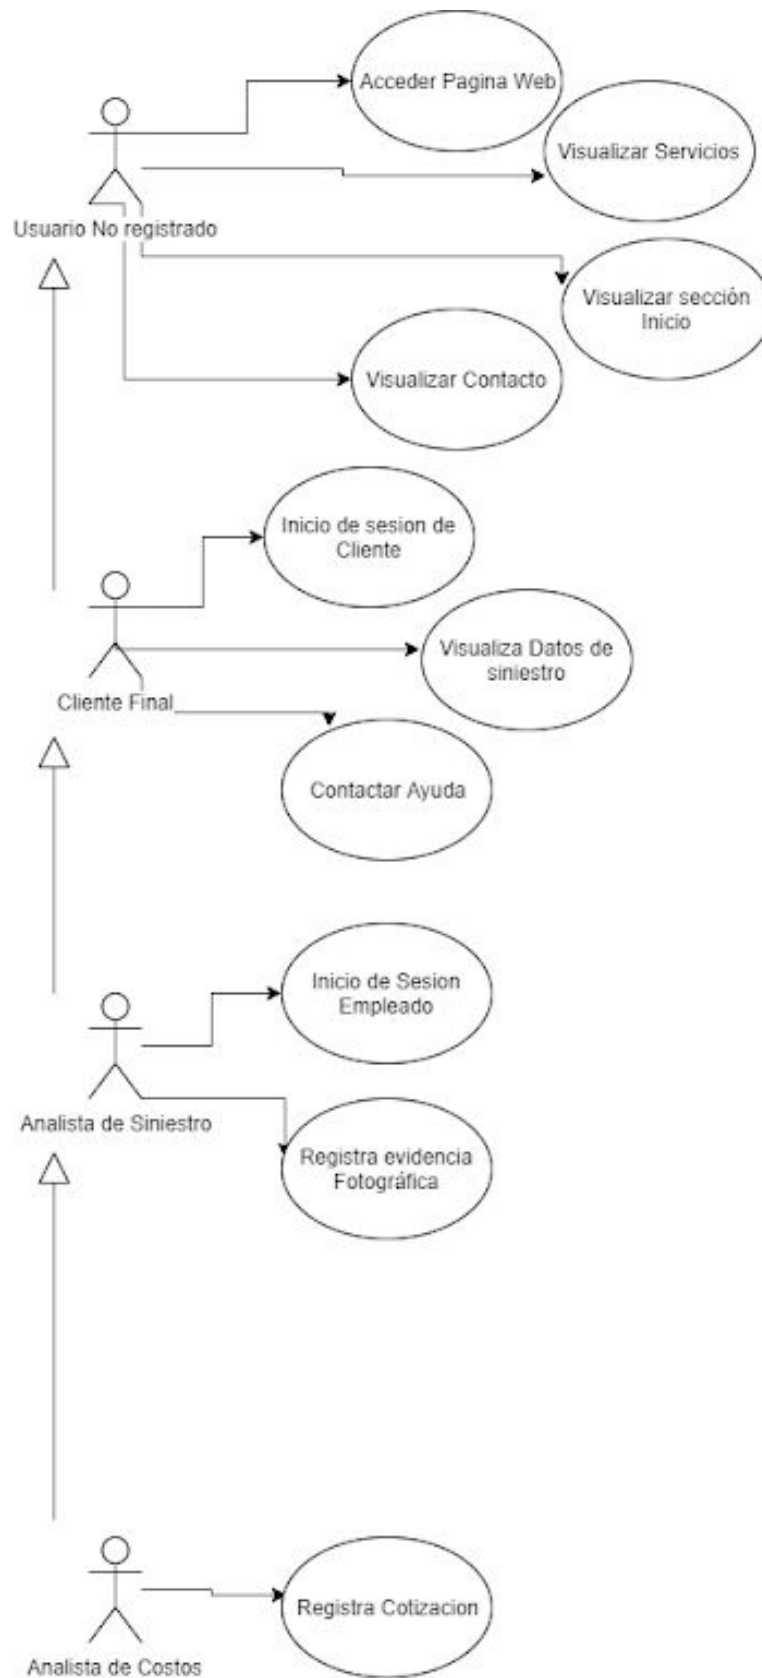 Acceder Pagina Web
Visualizar Servicios
Usuario No registrado
Visualizar sección
Inicio
Visualizar Contacto
Inicio de sesion de
Cliente
Visualiza Datos de
siniestro
Cliente Final
Contactar Ayuda
Inicio de Sesion
Empleado
Analista de Siniestro
Registra evidencia
Fotográfica
Registra Cotizacion
Analista de Costos